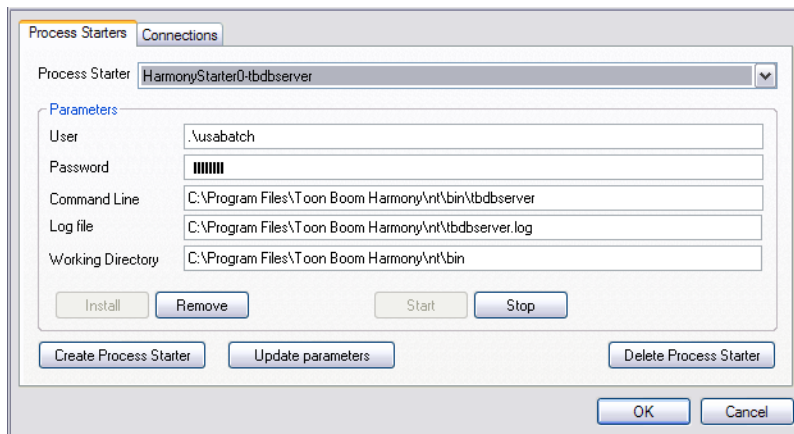 Process Starters Connections
Process Starter HarmonyStarter0-tbdbserver
Parameters
User .\usabatch
Password
Command Line C:\Program Files\Toon Boom Harmony\nt\bin\tbdbserver
Log file C:\Program Files\Toon Boom Harmony\nt\tbdbserver.log
Working Directory C:\Program Files\Toon Boom Harmony\nt\bin
Install Remove Start Stop
Create Process Starter Update parameters Delete Process Starter
OK Cancel